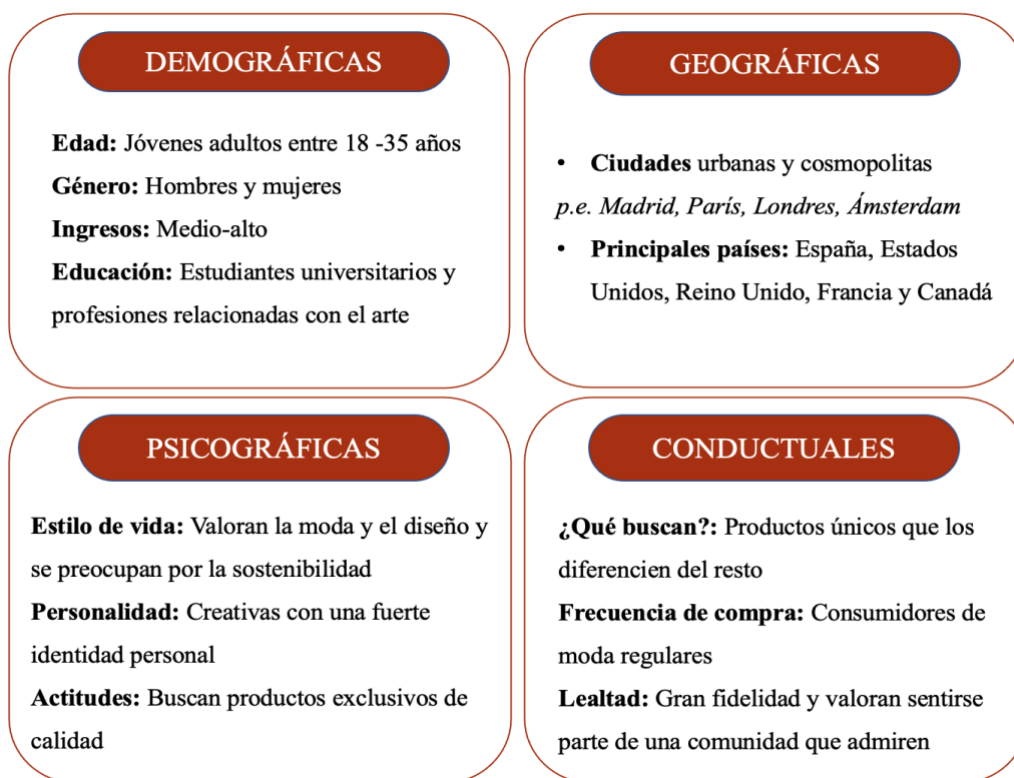 DEMOGRÁFICAS
Edad: Jóvenes adultos entre 18 -35 años
Género: Hombres y mujeres
Ingresos: Medio-alto
Educación: Estudiantes universitarios y
profesiones relacionadas con el arte
GEOGRÁFICAS
• Ciudades urbanas y cosmopolitas
p.e. Madrid, París, Londres, Ámsterdam
• Principales países: España, Estados
Unidos, Reino Unido, Francia y Canadá
PSICOGRÁFICAS
Estilo de vida: Valoran la moda y el diseño y
se preocupan por la sostenibilidad
Personalidad: Creativas con una fuerte
identidad personal
Actitudes: Buscan productos exclusivos de
calidad
CONDUCTUALES
¿Qué buscan?: Productos únicos que los
diferencien del resto
Frecuencia de compra: Consumidores de
moda regulares
Lealtad: Gran fidelidad y valoran sentirse
parte de una comunidad que admiren